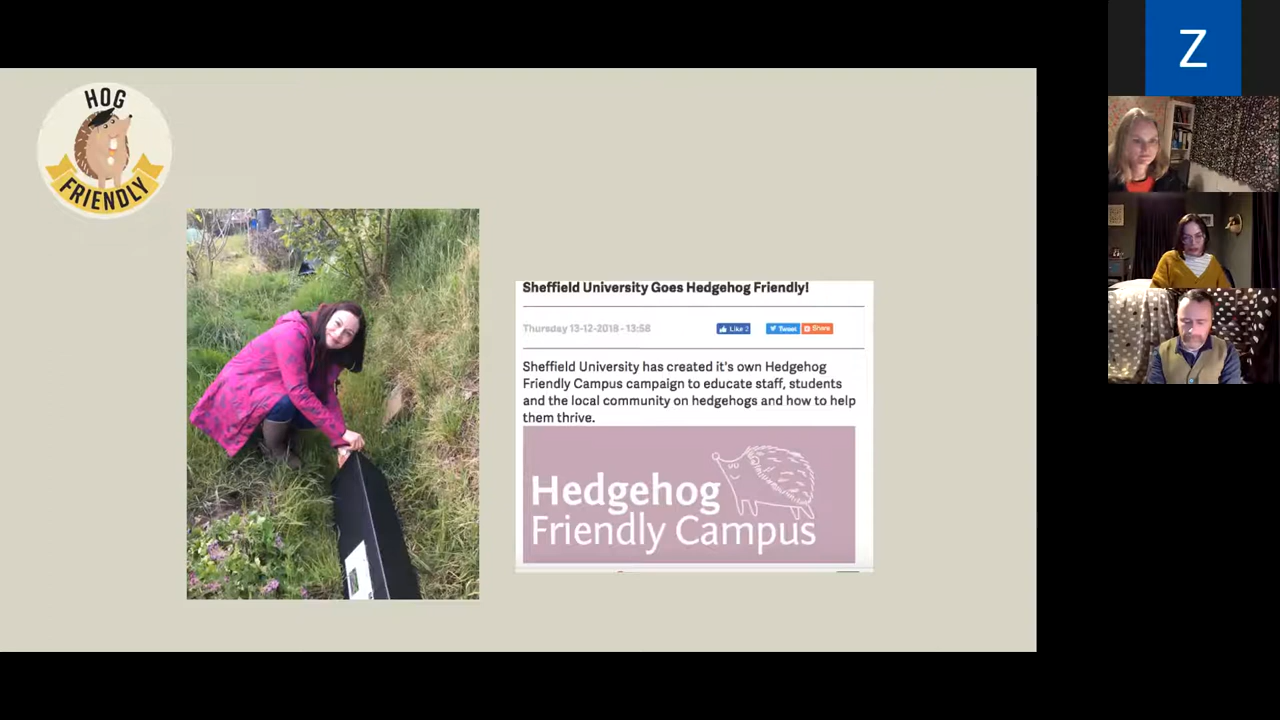 Z
HOG
FRIENDLY
Sheffield University Goes Hedgehog Friendly!
Thursday 13-12-2018 - 13:58
Like 2
Tweet
Share
Sheffield University has created it's own Hedgehog
Friendly Campus campaign to educate staff, students
and the local community on hedgehogs and how to help
them thrive.
Hedgehog
Friendly Campus